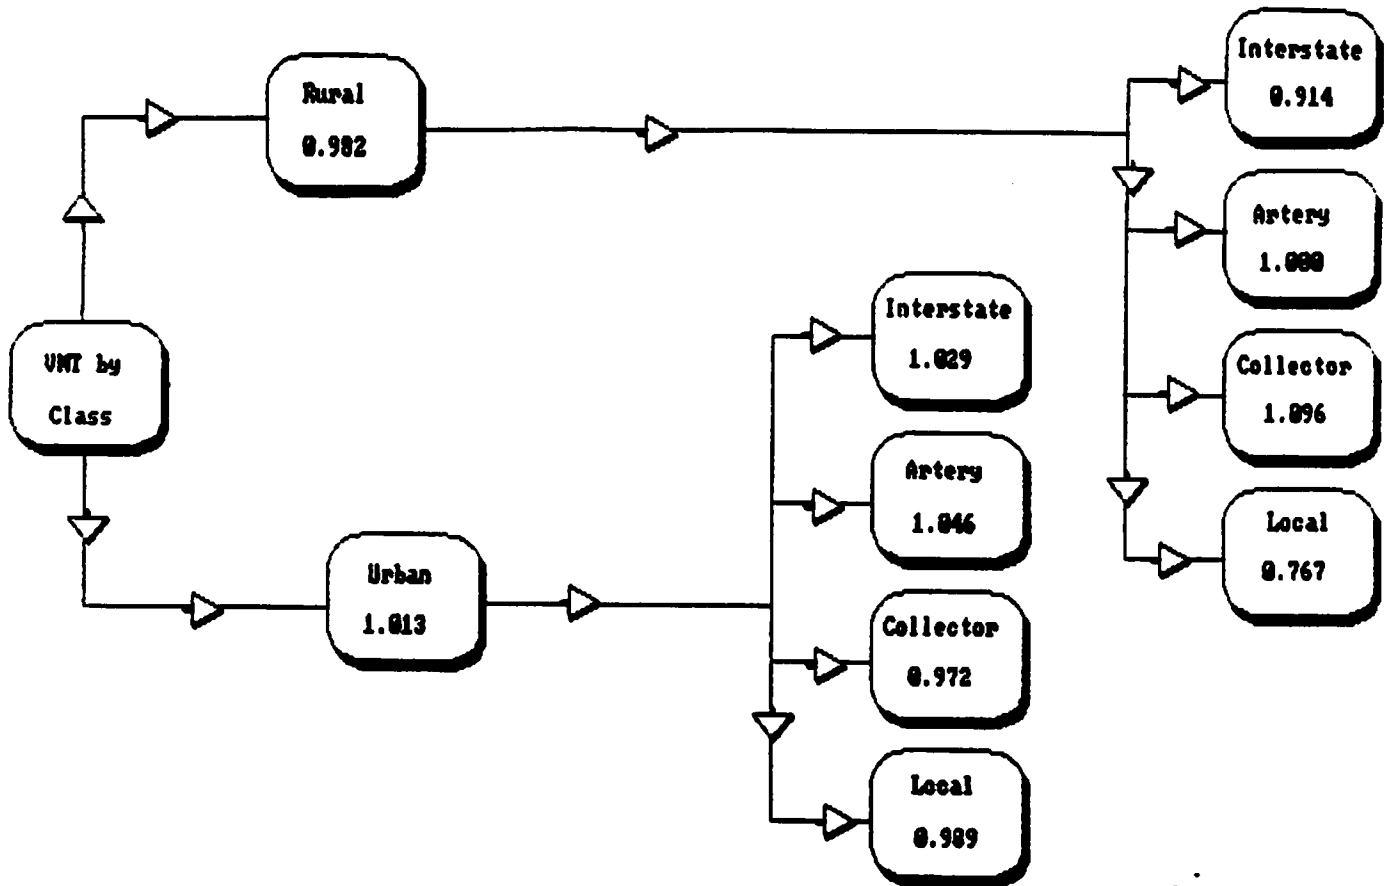 Rural
0.982
VMT by
Class
Urban
1.013
Interstate
0.914
Artery
1.000
Collector
1.096
Local
0.767
Interstate
1.029
Artery
1.046
Collector
0.972
Local
0.989